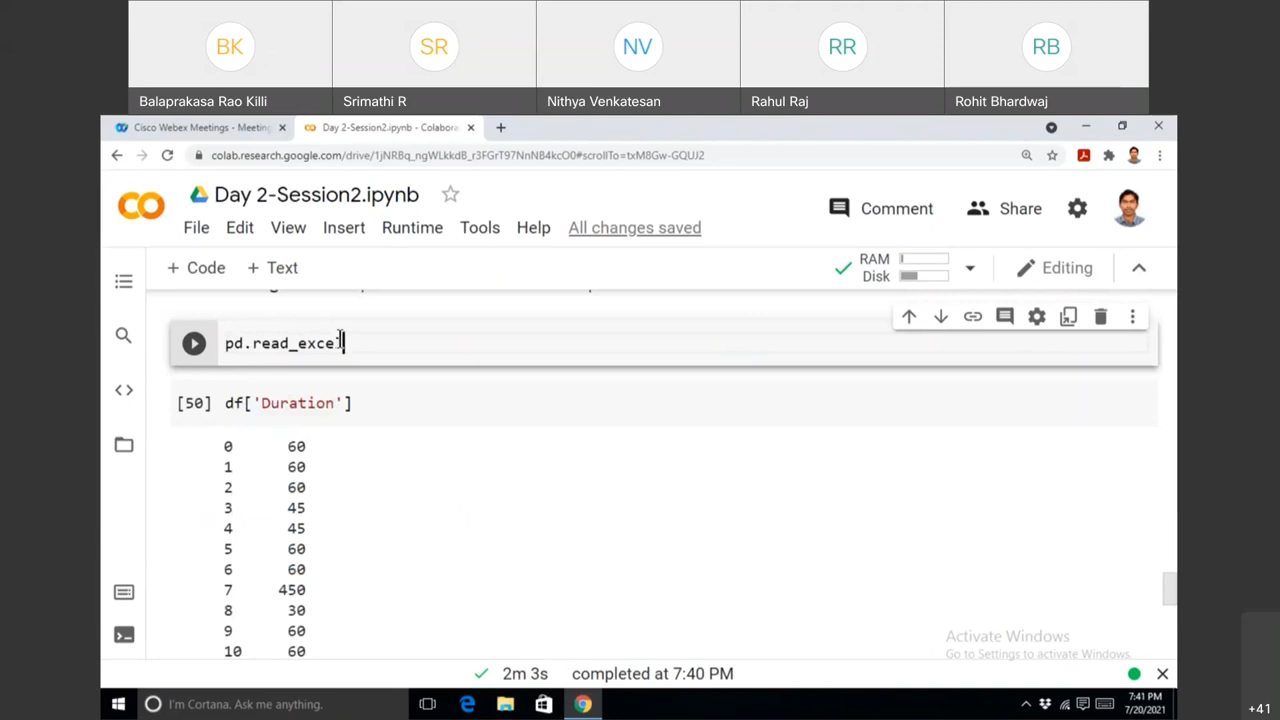 BK
SR
NV
RR
RB
Balaprakasa Rao Killi
Srimathi R
Nithya Venkatesan
Rahul Raj
Rohit Bhardwaj
Cisco Webex Meetings - Meeting
Day 2-Session2.ipynb - Colabora
colab.research.google.com/drive/1jNRBq_ngWLkkdB_r3FGrT97NnNB4kcO0#scrollTo=txM8Gw-GQUJ2
CO
Day 2-Session2.ipynb
Comment
Share
File Edit View Insert Runtime Tools Help All changes saved
+ Code + Text
RAM
Disk
Editing
pd.read_excel
[50] df['Duration']
0 60
1 60
2 60
3 45
4 45
5 60
6 60
7 450
8 30
9 60
10 60
Activate Windows
Go to Settings to activate Windows.
2m 3s completed at 7:40 PM
I'm Cortana. Ask me anything.
7:41 PM
7/20/2021
+41